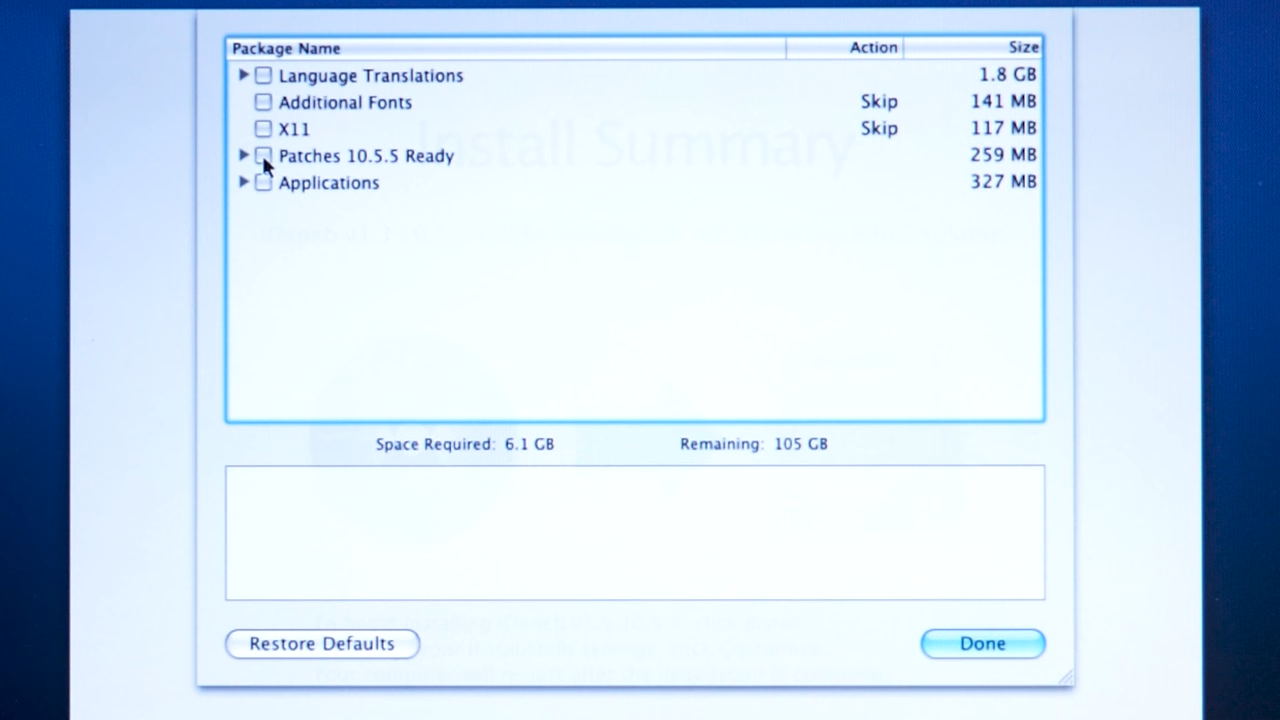 Package Name Action Size
Language Translations 1.8 GB
Additional Fonts Skip 141 MB
X11 Skip 117 MB
Patches 10.5.5 Ready 259 MB
Applications 327 MB
Install Summary
Space Required: 6.1 GB Remaining: 105 GB
Restore Defaults Done